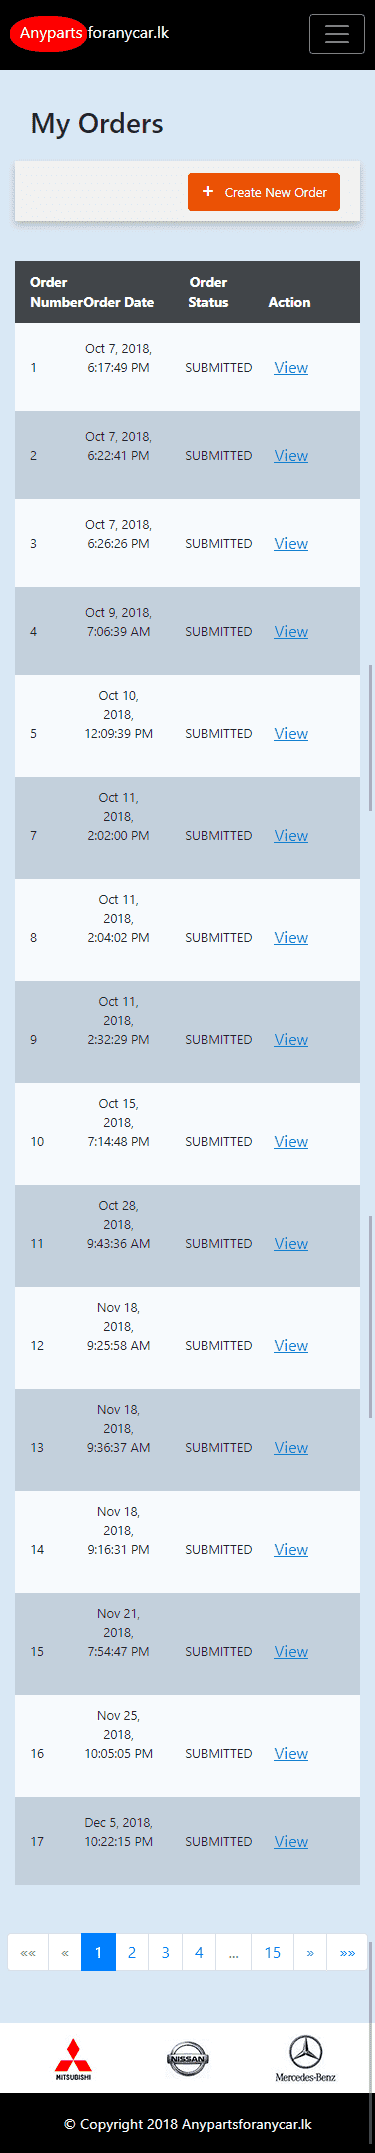 Anypartsforanycar.lk
My Orders
+ Create New Order
Order Number Order Date Order Status Action
1 Oct 7, 2018, 6:17:49 PM SUBMITTED View
2 Oct 7, 2018, 6:22:41 PM SUBMITTED View
3 Oct 7, 2018, 6:26:26 PM SUBMITTED View
4 Oct 9, 2018, 7:06:39 AM SUBMITTED View
5 Oct 10, 2018, 12:09:39 PM SUBMITTED View
7 Oct 11, 2018, 2:02:00 PM SUBMITTED View
8 Oct 11, 2018, 2:04:02 PM SUBMITTED View
9 Oct 11, 2018, 2:32:29 PM SUBMITTED View
10 Oct 15, 2018, 7:14:48 PM SUBMITTED View
11 Oct 28, 2018, 9:43:36 AM SUBMITTED View
12 Nov 18, 2018, 9:25:58 AM SUBMITTED View
13 Nov 18, 2018, 9:36:37 AM SUBMITTED View
14 Nov 18, 2018, 9:16:31 PM SUBMITTED View
15 Nov 21, 2018, 7:54:47 PM SUBMITTED View
16 Nov 25, 2018, 10:05:05 PM SUBMITTED View
17 Dec 5, 2018, 10:22:15 PM SUBMITTED View
«« « 1 2 3 4 ... 15 » »»
MITSUBISHI NISSAN Mercedes-Benz
© Copyright 2018 Anypartsforanycar.lk